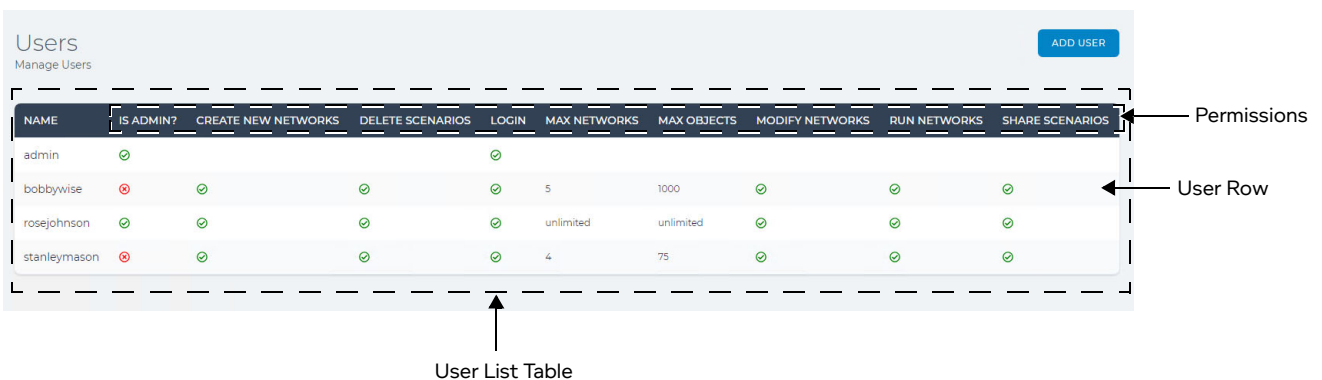 Users
Manage Users
ADD USER
NAME IS ADMIN? CREATE NEW NETWORKS DELETE SCENARIOS LOGIN MAX NETWORKS MAX OBJECTS MODIFY NETWORKS RUN NETWORKS SHARE SCENARIOS
Permissions
admin
bobbywise 5 1000
User Row
rosejohnson unlimited unlimited
stanleymason 4 75
User List Table